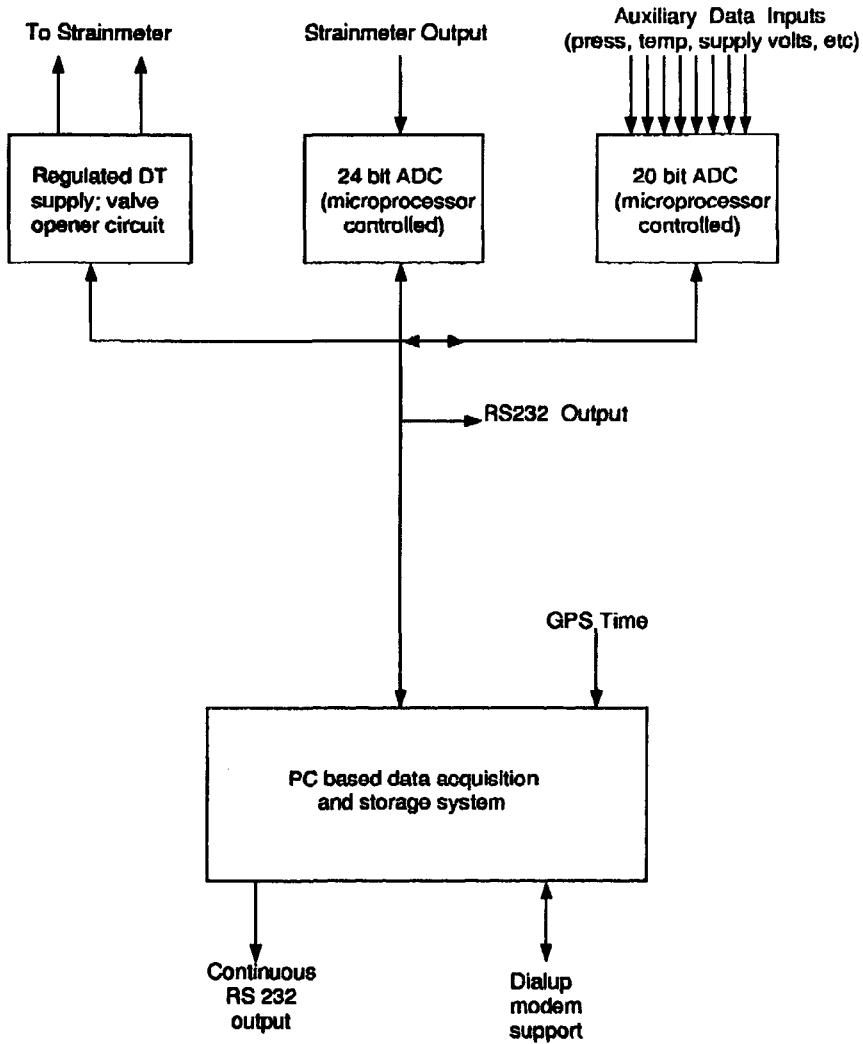 To Strainmeter
Strainmeter Output
Auxiliary Data Inputs
(press, temp, supply volts, etc)
Regulated DT
supply; valve
opener circuit
24 bit ADC
(microprocessor
controlled)
20 bit ADC
(microprocessor
controlled)
RS232 Output
GPS Time
PC based data acquisition
and storage system
Continuous
RS 232
output
Dialup
modem
support